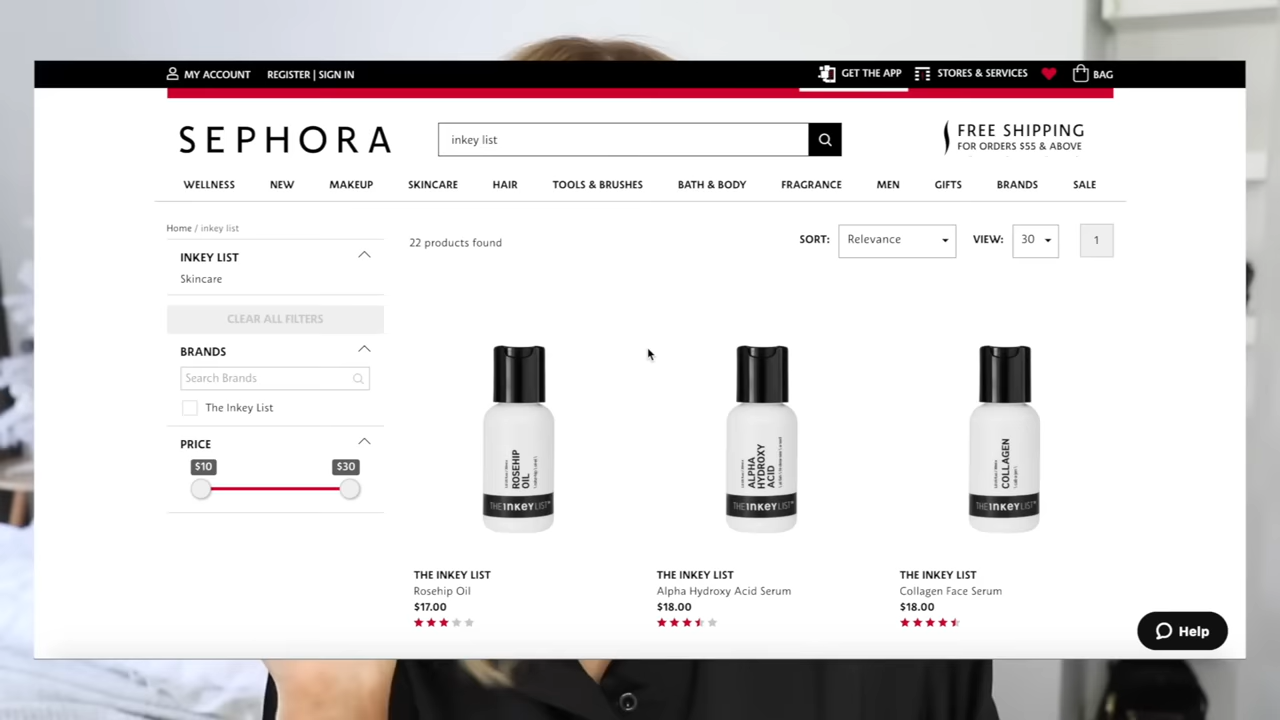 MY ACCOUNT REGISTER | SIGN IN GET THE APP STORES & SERVICES BAG
SEPHORA
inkey list
FREE SHIPPING
FOR ORDERS $55 & ABOVE
WELLNESS NEW MAKEUP SKINCARE HAIR TOOLS & BRUSHES BATH & BODY FRAGRANCE MEN GIFTS BRANDS SALE
Home / inkey list
22 products found
SORT: Relevance VIEW: 30 1
INKEY LIST
Skincare
CLEAR ALL FILTERS
BRANDS
Search Brands
The Inkey List
PRICE
$10 $30
ROSEHIP
OIL
THE INKEY LIST™
ALPHA
HYDROXY
ACID
THE INKEY LIST™
COLLAGEN
THE INKEY LIST™
THE INKEY LIST
Rosehip Oil
$17.00
THE INKEY LIST
Alpha Hydroxy Acid Serum
$18.00
THE INKEY LIST
Collagen Face Serum
$18.00
Help